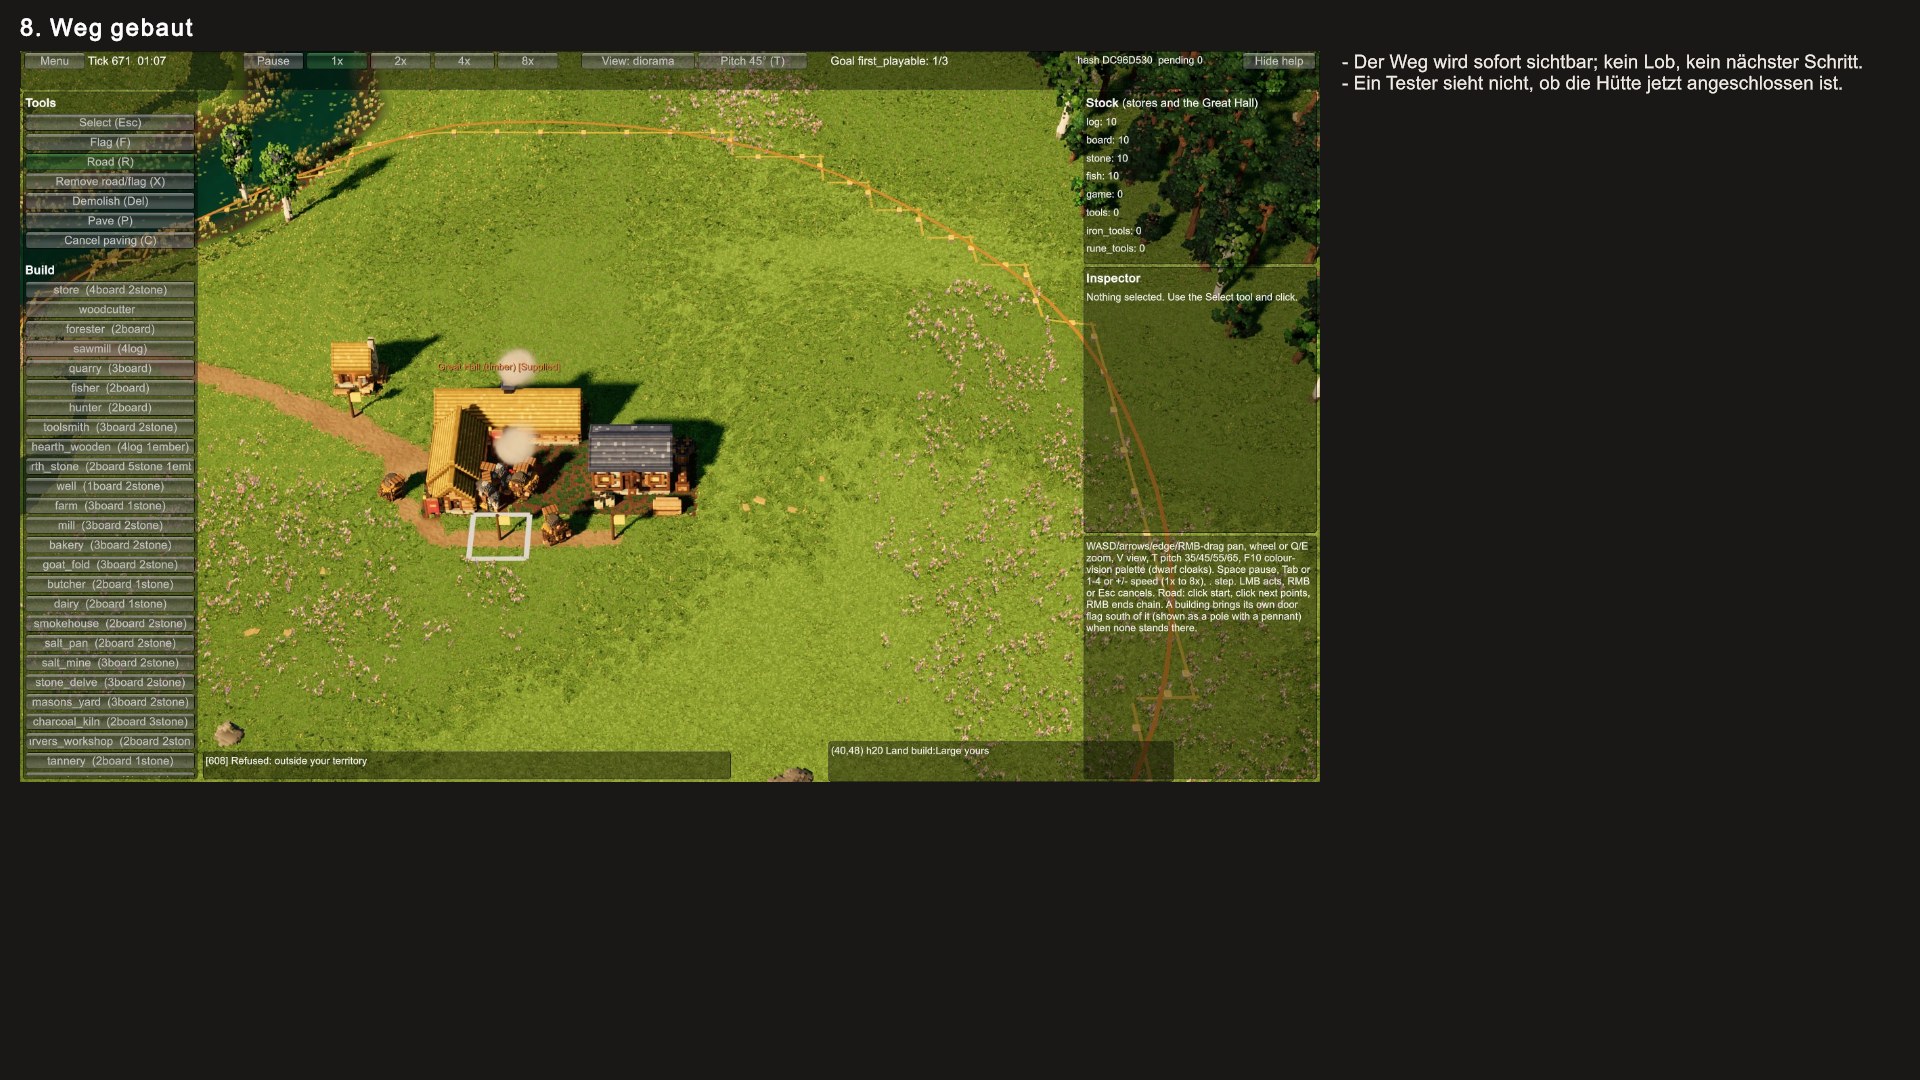 8. Weg gebaut
Menu
Tick 671 01:07
Pause
1x
2x
4x
8x
View: diorama
Pitch 45° (T)
Goal first_playable: 1/3
hash DC96D530 pending 0
Hide help
Tools
Select (Esc)
Flag (F)
Road (R)
Remove road/flag (X)
Demolish (Del)
Pave (P)
Cancel paving (C)
Build
store (4board 2stone)
woodcutter
forester (2board)
sawmill (4log)
quarry (3board)
fisher (2board)
hunter (2board)
toolsmith (3board 2stone)
hearth_wooden (4log 1ember)
rth_stone (2board 5stone 1emt
well (1board 2stone)
farm (3board 1stone)
mill (3board 2stone)
bakery (3board 2stone)
goat_fold (3board 2stone)
butcher (2board 1stone)
dairy (2board 1stone)
smokehouse (2board 2stone)
salt_pan (2board 2stone)
salt_mine (3board 2stone)
stone_delve (3board 2stone)
masons_yard (3board 2stone)
charcoal_kiln (2board 3stone)
irvers_workshop (2board 2ston
tannery (2board 1stone)
Great Hall (timber) [Supplied]
[608] Refused: outside your territory
(40,48) h20 Land build:Large yours
Stock (stores and the Great Hall)
log: 10
board: 10
stone: 10
fish: 10
game: 0
tools: 0
iron_tools: 0
rune_tools: 0
Inspector
Nothing selected. Use the Select tool and click.
WASD/arrows/edge/RMB-drag pan, wheel or Q/E
zoom, V view, T pitch 35/45/55/65, F10 colour-
vision palette (dwarf cloaks). Space pause, Tab or
1-4 or +/- speed (1x to 8x), . step. LMB acts, RMB
or Esc cancels. Road: click start, click next points,
RMB ends chain. A building brings its own door
flag south of it (shown as a pole with a pennant)
when none stands there.
- Der Weg wird sofort sichtbar; kein Lob, kein nächster Schritt.
- Ein Tester sieht nicht, ob die Hütte jetzt angeschlossen ist.